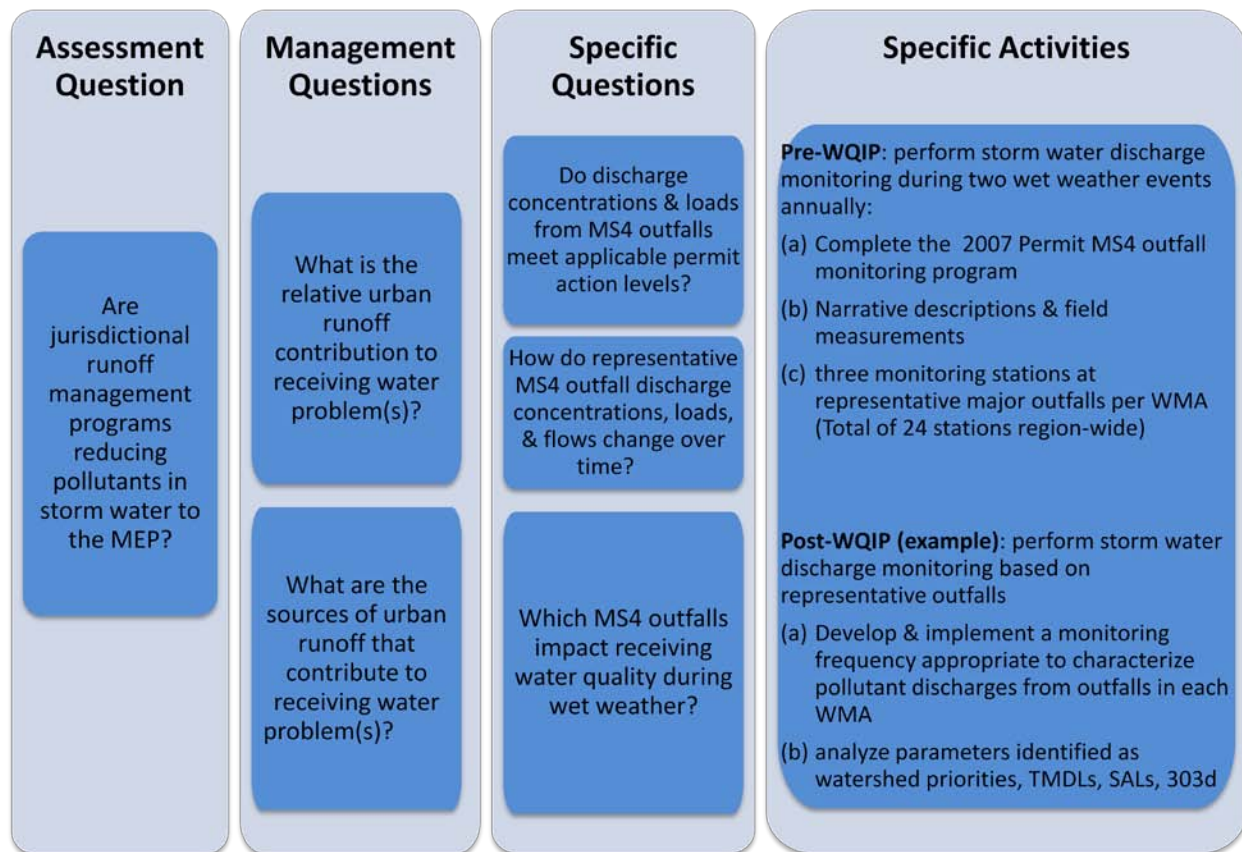 Assessment
Question
Are
jurisdictional
runoff
management
programs
reducing
pollutants in
storm water to
the MEP?
Management
Questions
What is the
relative urban
runoff
contribution to
receiving water
problem(s)?
What are the
sources of urban
runoff that
contribute to
receiving water
problem(s)?
Specific
Questions
Do discharge
concentrations & loads
from MS4 outfalls
meet applicable permit
action levels?
How do representative
MS4 outfall discharge
concentrations, loads,
& flows change over
time?
Which MS4 outfalls
impact receiving
water quality during
wet weather?
Specific Activities
Pre-WQIP: perform storm water discharge
monitoring during two wet weather events
annually:
(a) Complete the 2007 Permit MS4 outfall
monitoring program
(b) Narrative descriptions & field
measurements
(c) three monitoring stations at
representative major outfalls per WMA
(Total of 24 stations region-wide)
Post-WQIP (example): perform storm water
discharge monitoring based on
representative outfalls
(a) Develop & implement a monitoring
frequency appropriate to characterize
pollutant discharges from outfalls in each
WMA
(b) analyze parameters identified as
watershed priorities, TMDLs, SALs, 303d